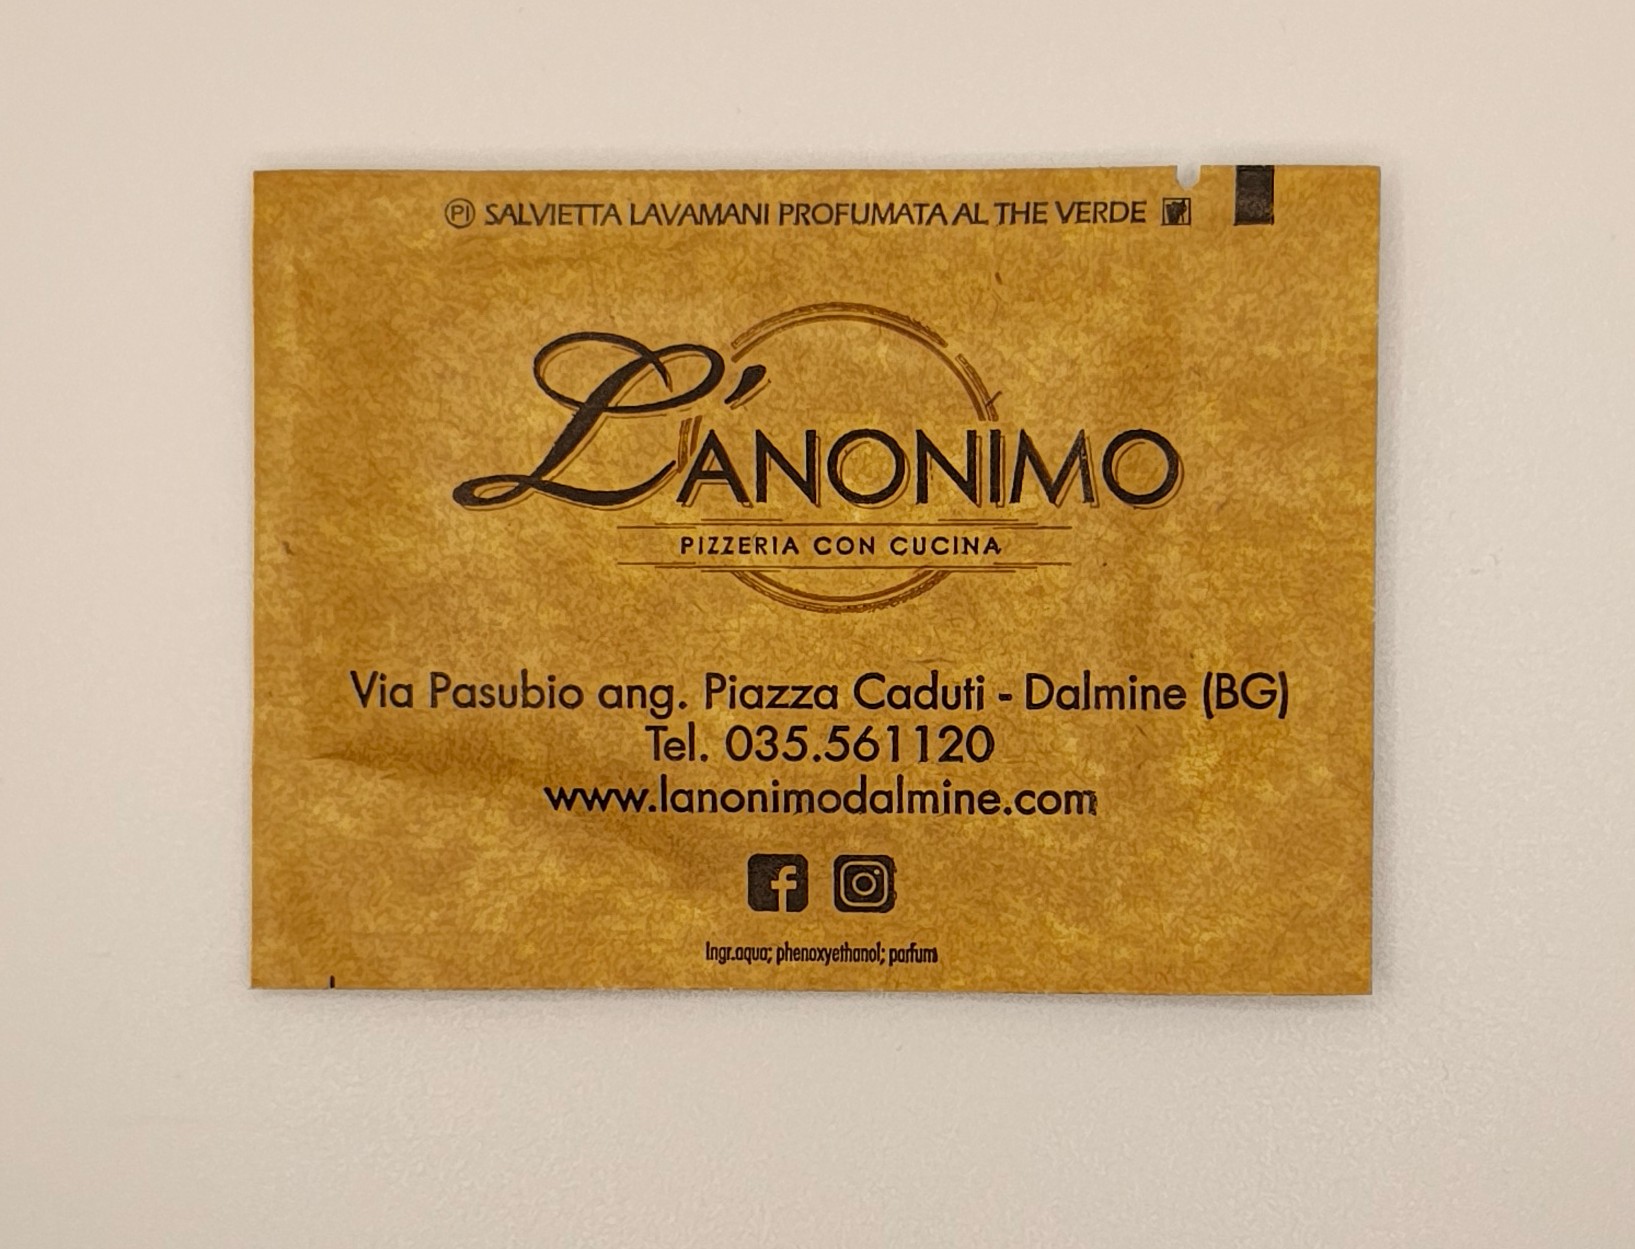 PI SALVIETTA LAVAMANI PROFUMATA AL THE VERDE
L'ANONIMO
PIZZERIA CON CUCINA
Via Pasubio ang. Piazza Caduti - Dalmine (BG)
Tel. 035.561120
www.lanonimodalmine.com
Ingr.aqua; phenoxyethanol; parfum